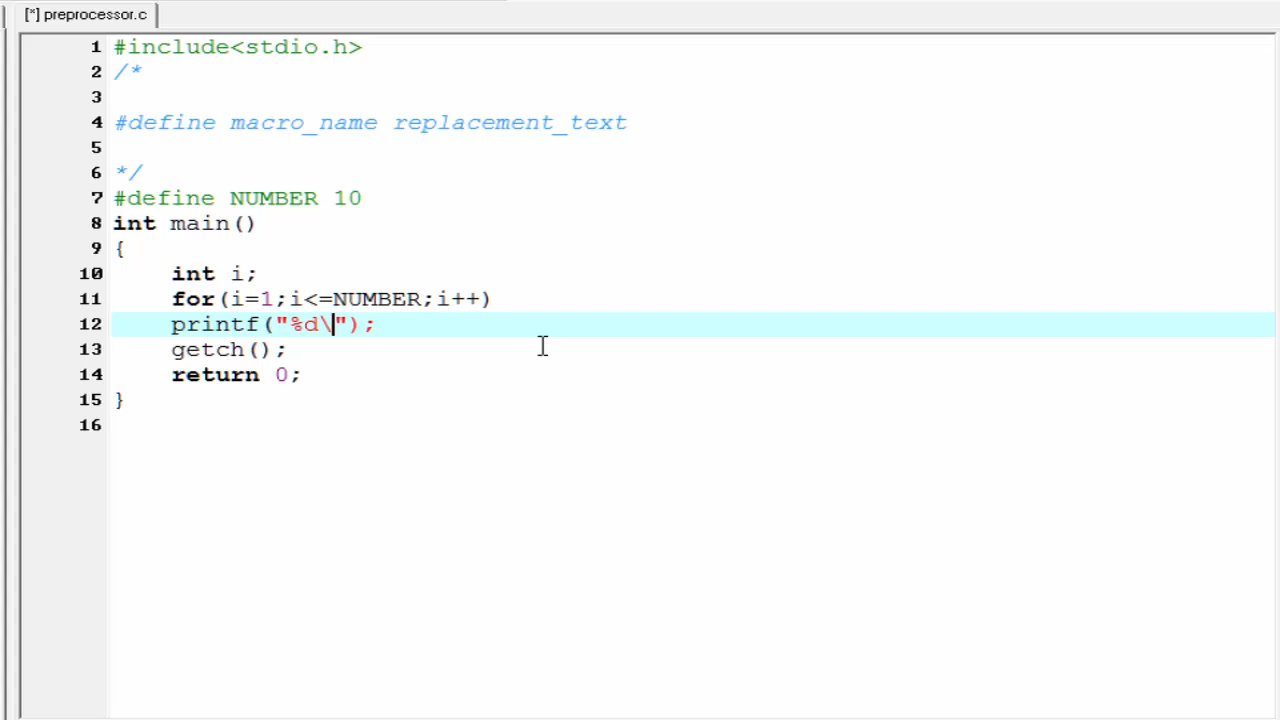 [*] preprocessor.c
1 #include<stdio.h>
2 /*
3
4 #define macro_name replacement_text
5
6 */
7 #define NUMBER 10
8 int main()
9 {
10 int i;
11 for(i=1;i<=NUMBER;i++)
12 printf("%d\");
13 getch();
14 return 0;
15 }
16